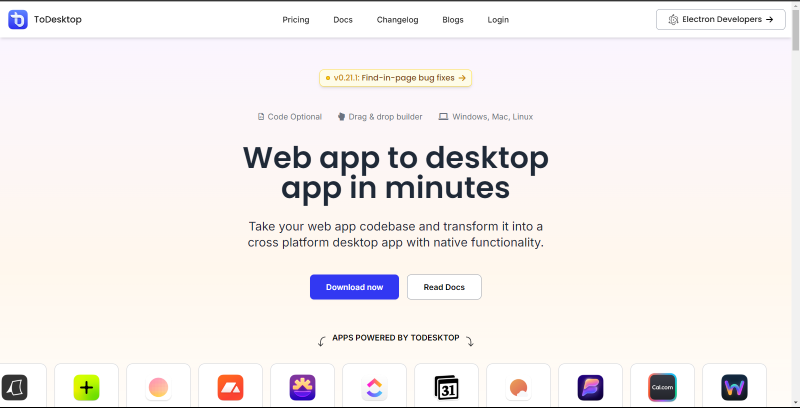 ToDesktop
Pricing
Docs
Changelog
Blogs
Login
Electron Developers →
v0.21.1: Find-in-page bug fixes →
Code Optional
Drag & drop builder
Windows, Mac, Linux
Web app to desktop
app in minutes
Take your web app codebase and transform it into a
cross platform desktop app with native functionality.
Download now
Read Docs
APPS POWERED BY TODESKTOP
31
Cal.com